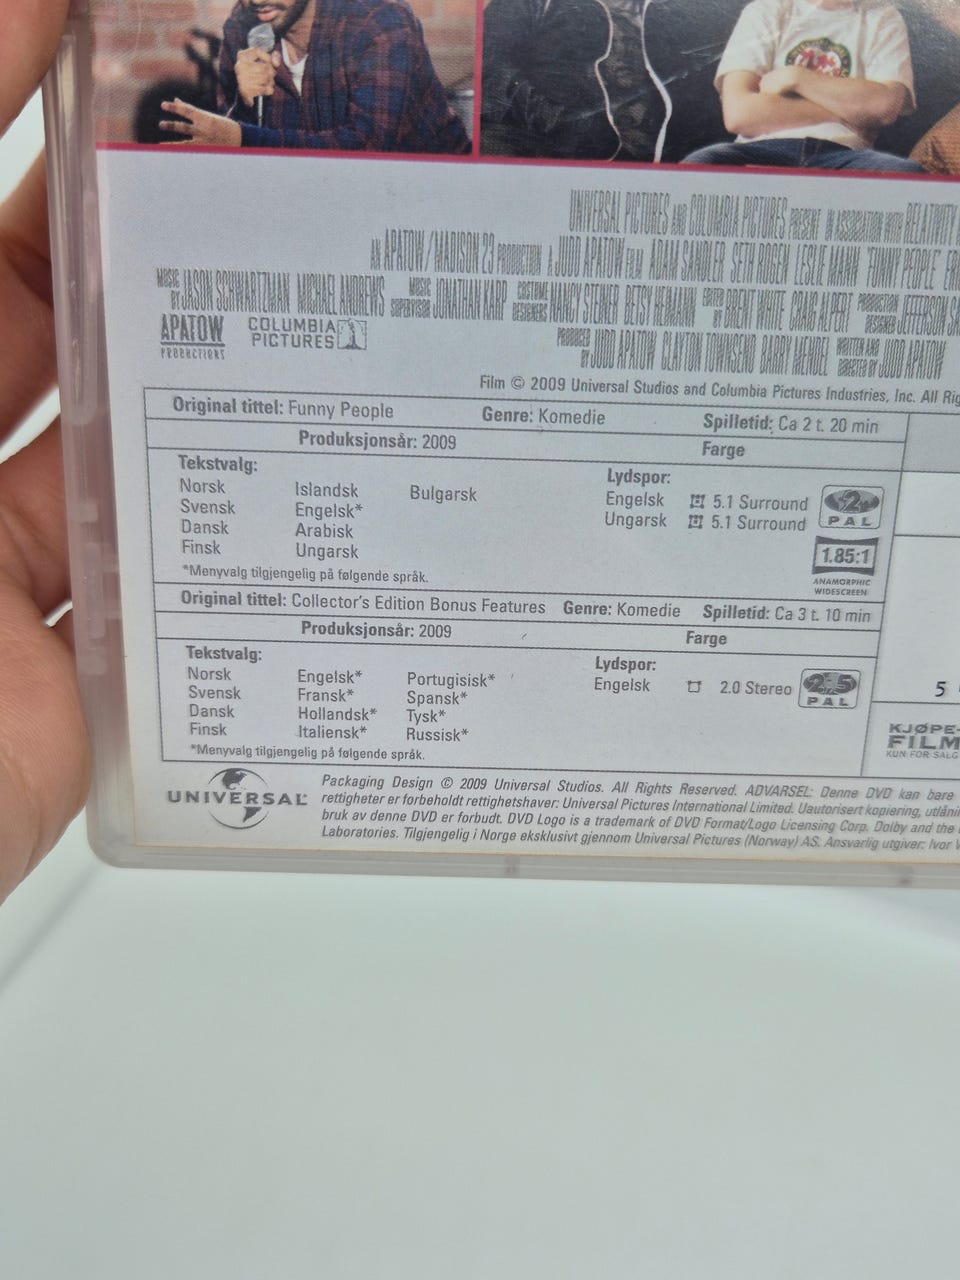 UNIVERSAL PICTURES AND COLUMBIA PICTURES PRESENT IN ASSOCIATION WITH RELATIVITY
AN APATOW / MADISON 23 PRODUCTION A JUDD APATOW FILM ADAM SANDLER SETH ROGEN LESLIE MANN "FUNNY PEOPLE"
MUSIC BY JASON SCHWARTZMAN MICHAEL ANDREWS MUSIC SUPERVISOR JONATHAN KARP COSTUME DESIGNERS NANCY STEINER BETSY HEIMANN EDITED BY BRENT WHITE CRAIG ALPERT PRODUCTION DESIGNED BY JEFFERSON
PRODUCED BY JUDD APATOW CLAYTON TOWNSEND BARRY MENDEL WRITTEN AND DIRECTED BY JUDD APATOW
APATOW
PRODUCTIONS
COLUMBIA
PICTURES
Film © 2009 Universal Studios and Columbia Pictures Industries, Inc. All
Original tittel: Funny People Genre: Komedie Spilletid: Ca 2 t. 20 min
Produksjonsår: 2009 Farge
Tekstvalg: Lydspor:
Norsk Islandsk Bulgarsk Engelsk 5.1 Surround
Svensk Engelsk* Ungarsk 5.1 Surround
Dansk Arabisk
Finsk Ungarsk
2
PAL
1.85:1
ANAMORPHIC
WIDESCREEN
*Menyvalg tilgjengelig på følgende språk.
Original tittel: Collector's Edition Bonus Features Genre: Komedie Spilletid: Ca 3 t. 10 min
Produksjonsår: 2009 Farge
Tekstvalg: Lydspor:
Norsk Engelsk* Portugisisk* Engelsk 2.0 Stereo
Svensk Fransk* Spansk*
Dansk Hollandsk* Tysk*
Finsk Italiensk* Russisk*
2 5
PAL
*Menyvalg tilgjengelig på følgende språk.
5
KJØPE-
FILM
KUN FOR SALG
UNIVERSAL
Packaging Design © 2009 Universal Studios. All Rights Reserved. ADVARSEL: Denne DVD kan bare
rettigheter er forbeholdt rettighetshaver: Universal Pictures International Limited. Uautorisert kopiering,
bruk av denne DVD er forbudt. DVD Logo is a trademark of DVD Format/Logo Licensing Corp. Dolby and the
Laboratories. Tilgjengelig i Norge eksklusivt gjennom Universal Pictures (Norway) AS. Ansvarlig utgiver: Ivor